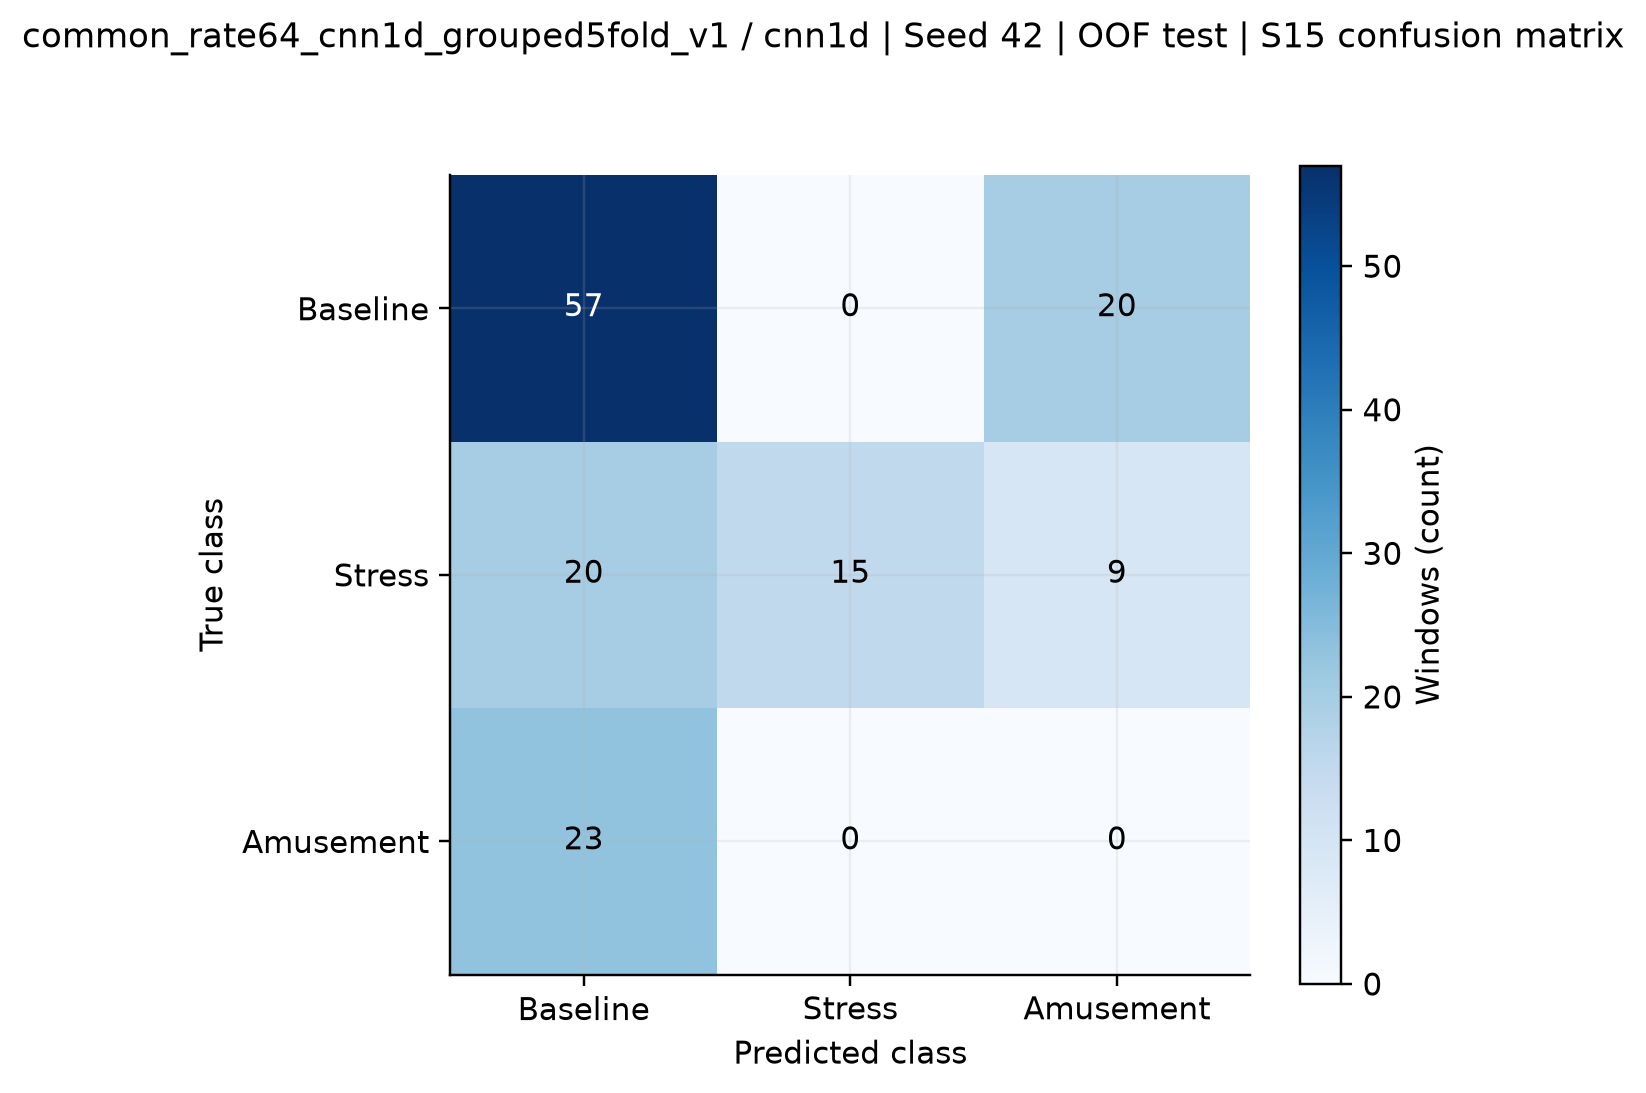 common_rate64_cnn1d_grouped5fold_v1 / cnn1d | Seed 42 | OOF test | S15 confusion matrix
Baseline
57
0
20
Stress
20
15
9
Amusement
23
0
0
Baseline
Stress
Amusement
Predicted class
True class
50
40
30
20
10
0
Windows (count)